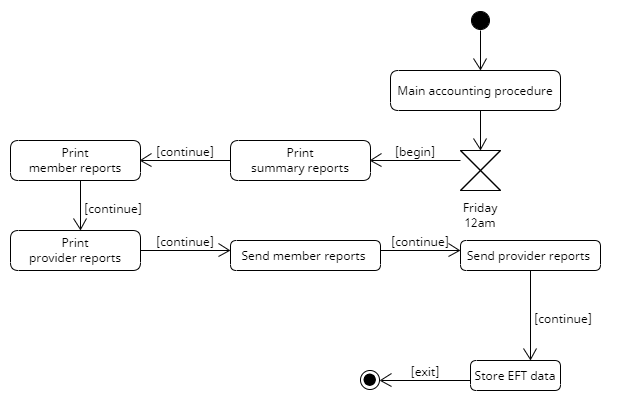 Main accounting procedure
[begin]
Friday
12am
Print
summary reports
[continue]
Print
member reports
[continue]
Print
provider reports
[continue]
Send member reports
[continue]
Send provider reports
[continue]
Store EFT data
[exit]